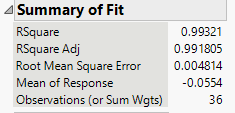 Summary of Fit
RSquare 0.99321
RSquare Adj 0.991805
Root Mean Square Error 0.004814
Mean of Response -0.0554
Observations (or Sum Wgts) 36